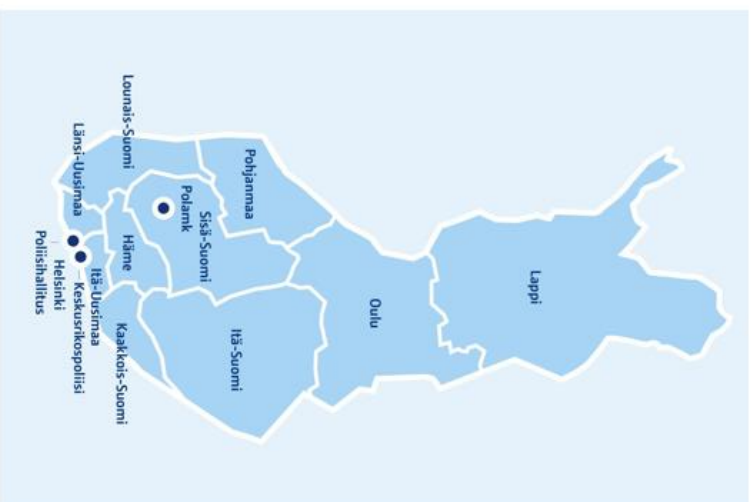 Lappi
Oulu
Pohjanmaa
Itä-Suomi
Sisä-Suomi
Polamk
Häme
Lounais-Suomi
Kaakkois-Suomi
Itä-Uusimaa
Länsi-Uusimaa
Keskusrikospoliisi
Helsinki
Poliisihallitus